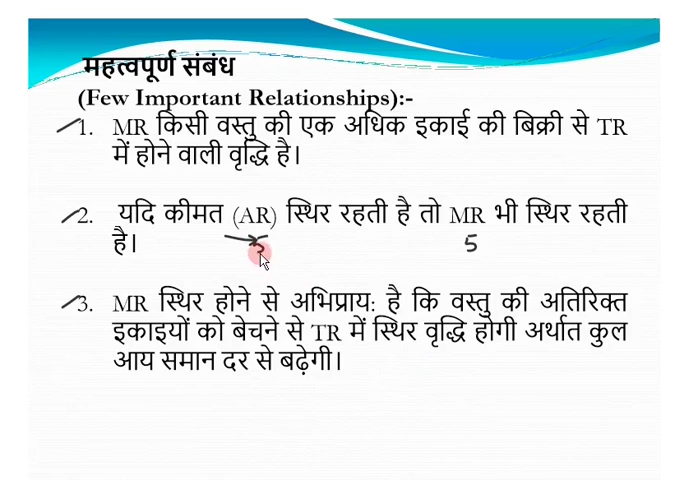 महत्वपूर्ण संबंध
(Few Important Relationships):-
1. MR किसी वस्तु की एक अधिक इकाई की बिक्री से TR
में होने वाली वृद्धि है।
2. यदि कीमत (AR) स्थिर रहती है तो MR भी स्थिर रहती
है। 5 5
3. MR स्थिर होने से अभिप्राय: है कि वस्तु की अतिरिक्त
इकाइयों को बेचने से TR में स्थिर वृद्धि होगी अर्थात कुल
आय समान दर से बढ़ेगी।